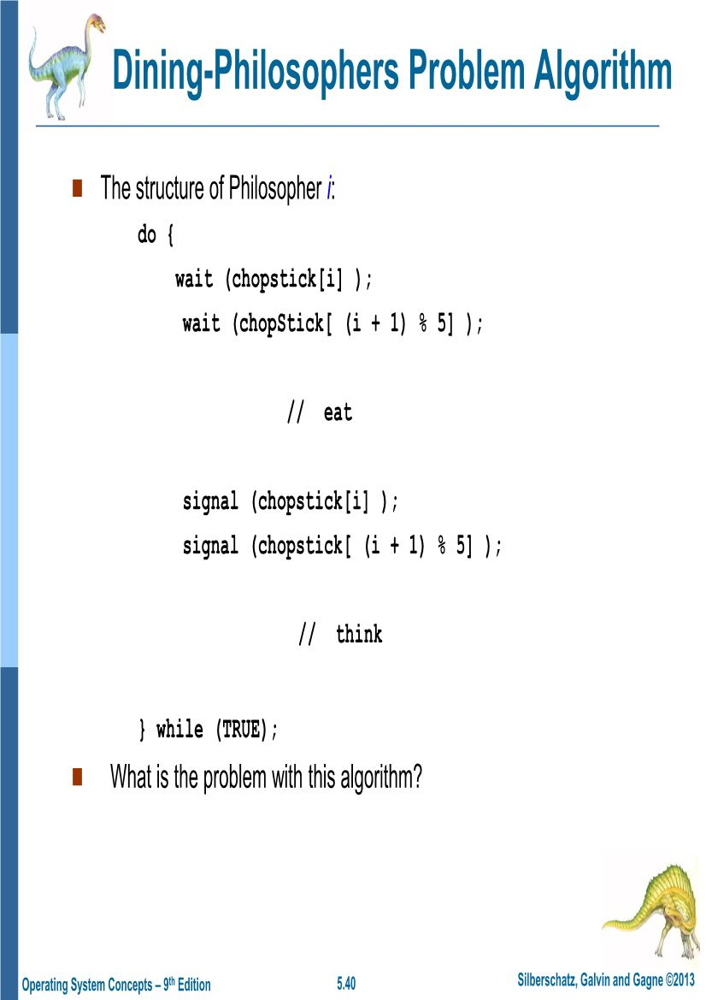 Dining-Philosophers Problem Algorithm
The structure of Philosopher i:
do {
wait (chopstick[i] );
wait (chopStick[ (i + 1) % 5] );
// eat
signal (chopstick[i] );
signal (chopstick[ (i + 1) % 5] );
// think
} while (TRUE);
What is the problem with this algorithm?
Operating System Concepts – 9th Edition
5.40
Silberschatz, Galvin and Gagne ©2013